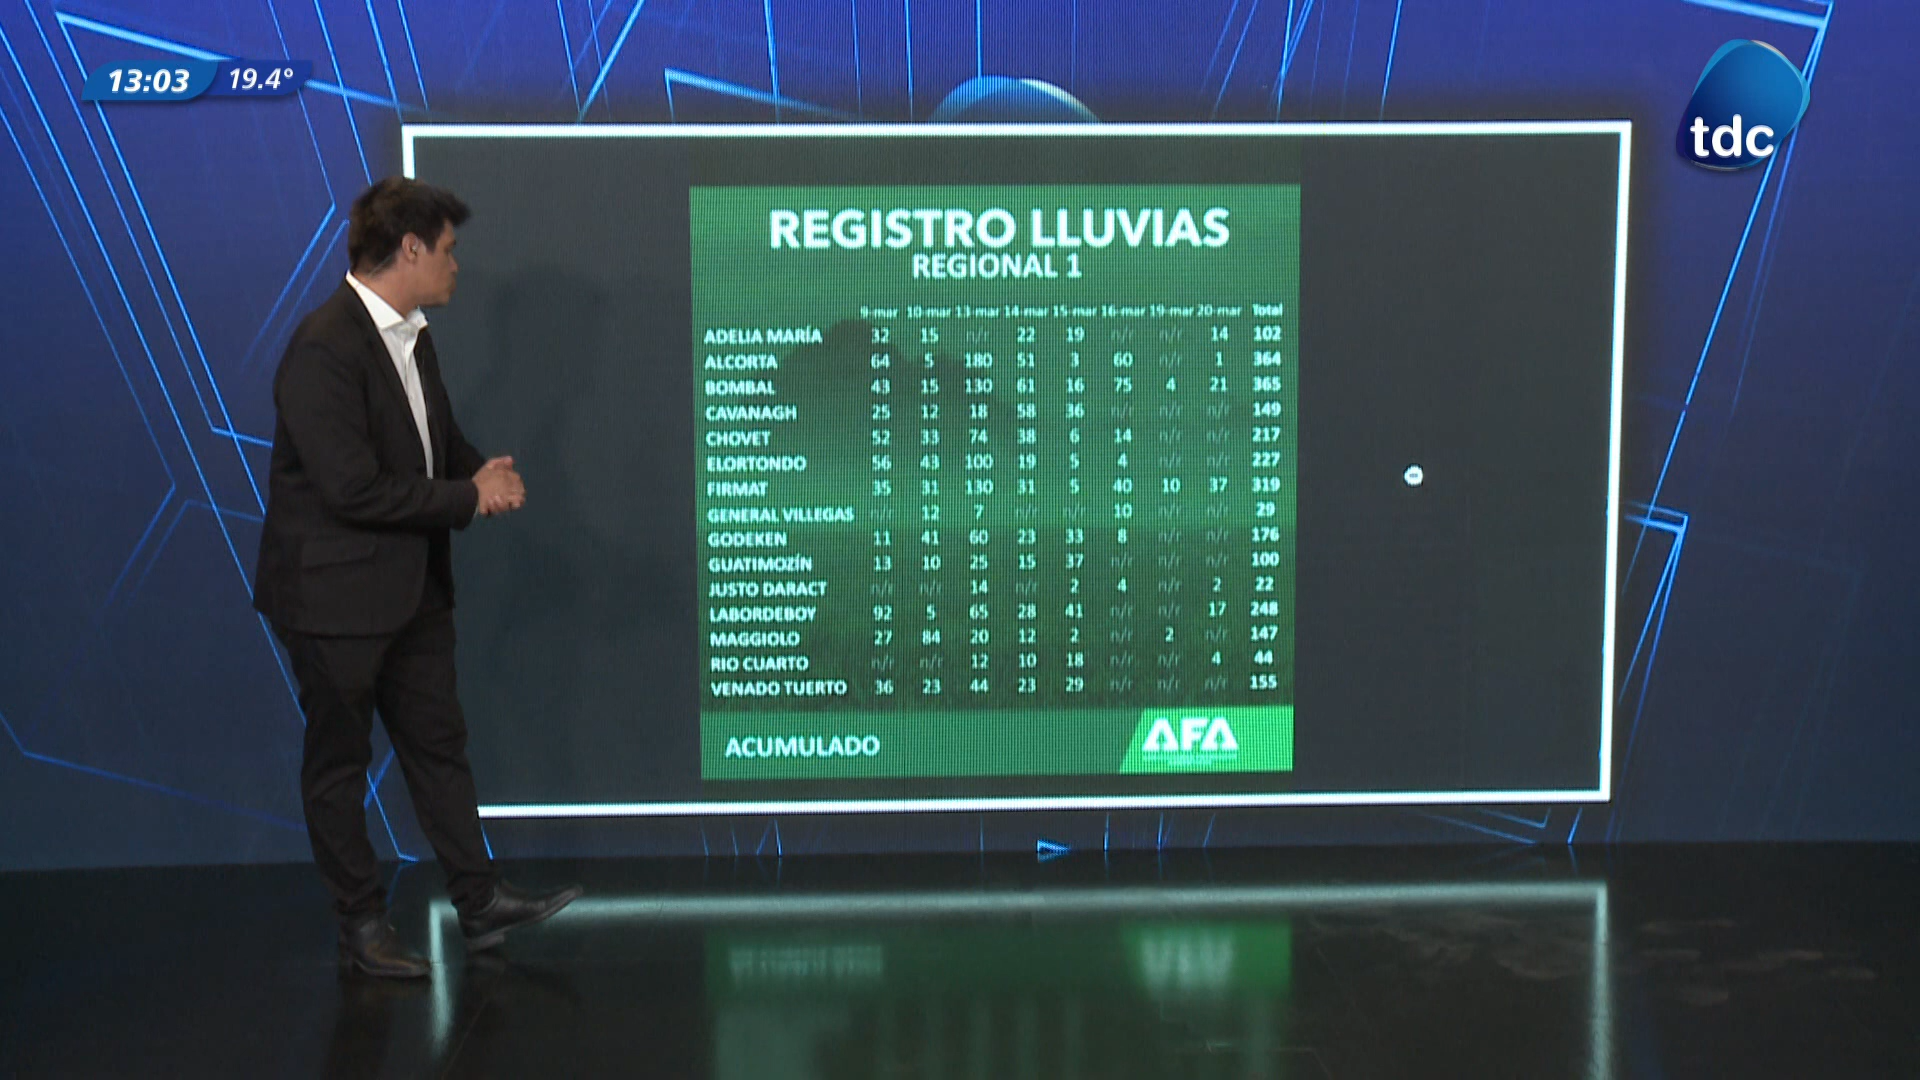 13:03 19.4°
tdc
REGISTRO LLUVIAS
REGIONAL 1
9-mar 10-mar 13-mar 14-mar 15-mar 16-mar 19-mar 20-mar Total
ADELIA MARÍA 32 15 n/r 22 19 n/r n/r 14 102
ALCORTA 64 5 180 51 3 60 n/r 1 364
BOMBAL 43 15 130 61 16 75 4 21 365
CAVANAGH 25 12 18 58 36 n/r n/r n/r 149
CHOVET 52 33 74 38 6 14 n/r n/r 217
ELORTONDO 56 43 100 19 5 4 n/r n/r 227
FIRMAT 35 31 130 31 5 40 10 37 319
GENERAL VILLEGAS n/r 12 7 n/r n/r 10 n/r n/r 29
GODEKEN 11 41 60 23 33 8 n/r n/r 176
GUATIMOZÍN 13 10 25 15 37 n/r n/r n/r 100
JUSTO DARACT n/r n/r 14 n/r 2 4 n/r 2 22
LABORDEBOY 92 5 65 28 41 n/r n/r 17 248
MAGGIOLO 27 84 20 12 2 n/r 2 n/r 147
RIO CUARTO n/r n/r 12 10 18 n/r n/r 4 44
VENADO TUERTO 36 23 44 23 29 n/r n/r n/r 155
ACUMULADO AFA